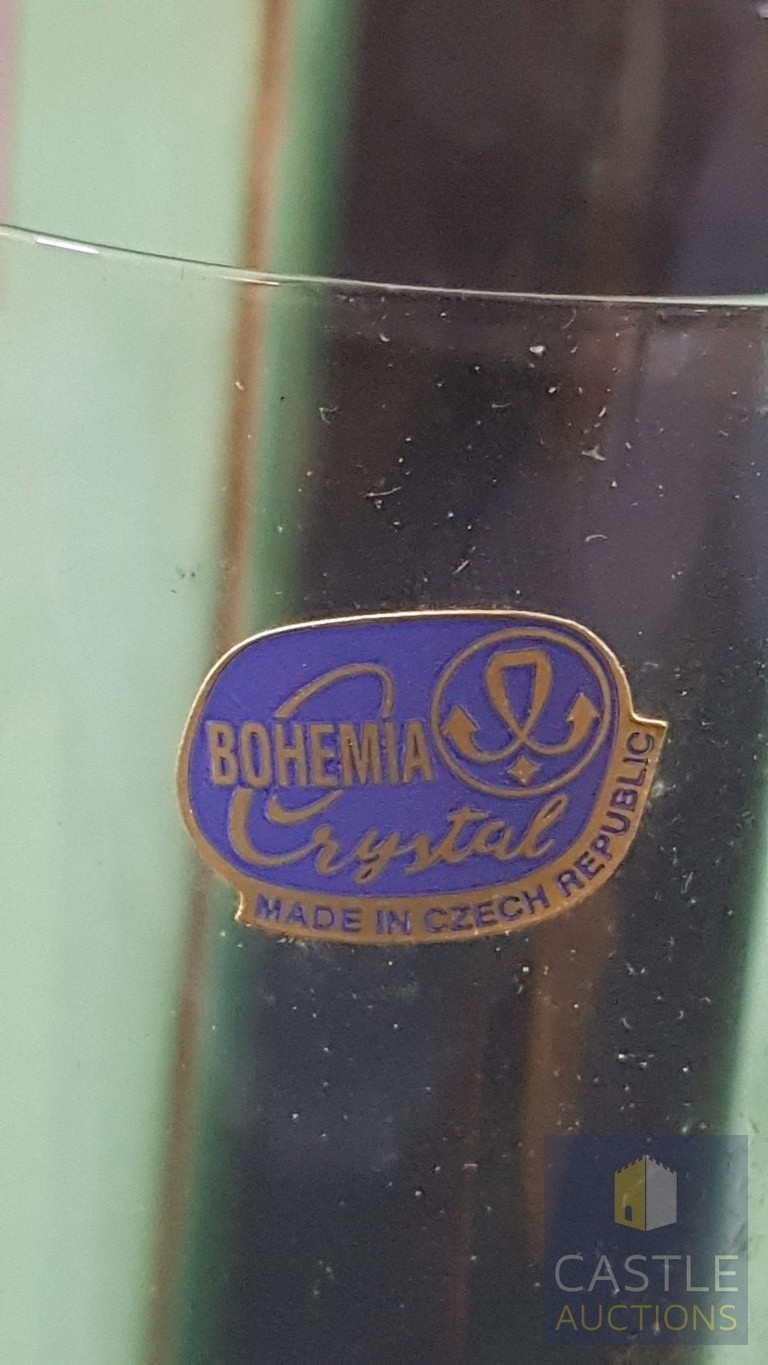 BOHEMIA
Crystal
MADE IN CZECH REPUBLIC
CASTLE
AUCTIONS